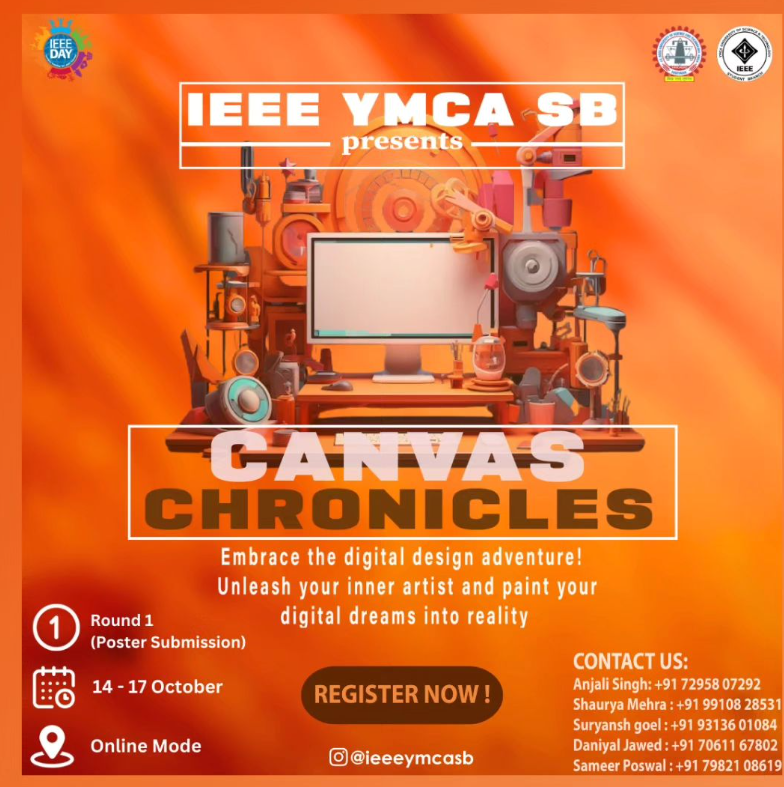 IEEE
DAY
IEEE
IEEE YMCA SB
presents
CANVAS
CHRONICLES
Embrace the digital design adventure!
Unleash your inner artist and paint your
digital dreams into reality
1
Round 1
(Poster Submission)
14 - 17 October
Online Mode
REGISTER NOW !
@ieeeymcasb
CONTACT US:
Anjali Singh: +91 72958 07292
Shaurya Mehra : +91 99108 28531
Suryansh goel : +91 93136 01084
Daniyal Jawed : +91 70611 67802
Sameer Poswal : +91 79821 08619